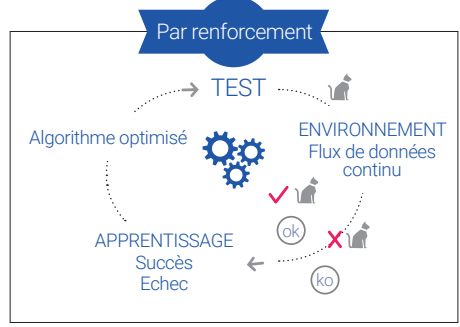 Par renforcement
TEST
Algorithme optimisé
ENVIRONNEMENT
Flux de données
continu
ok
APPRENTISSAGE
Succès
Echec
ko